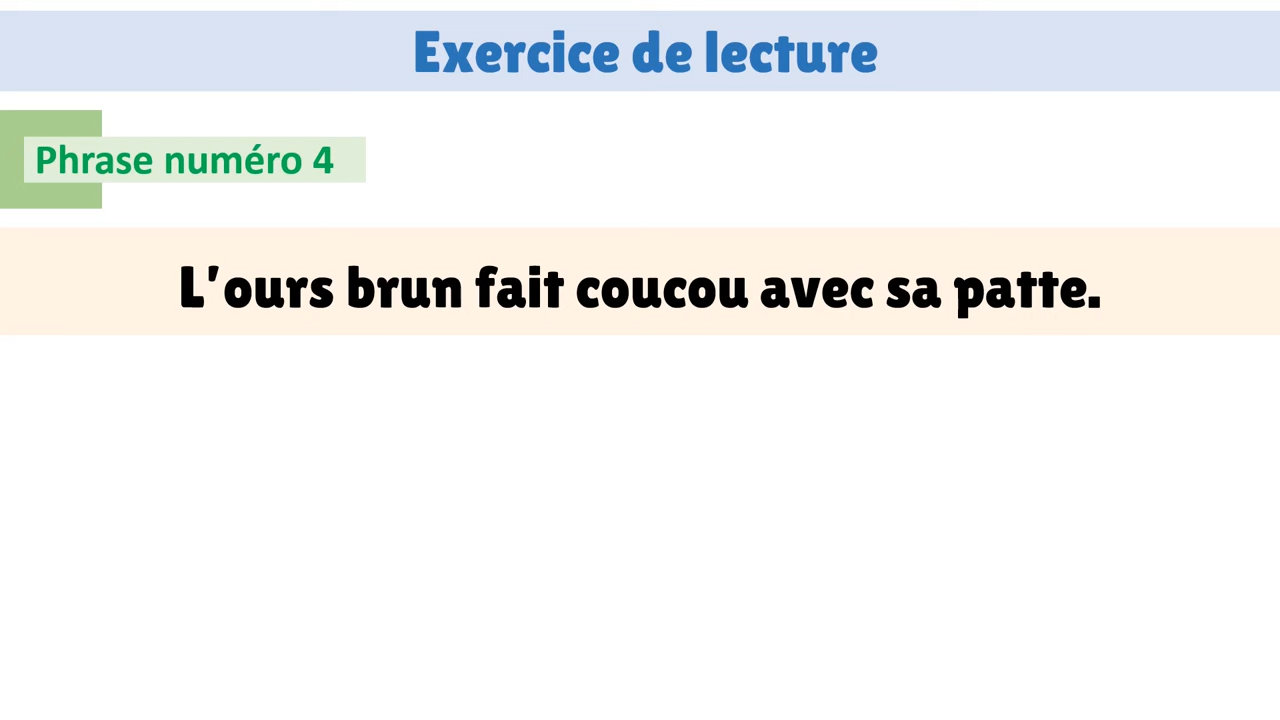 Exercice de lecture
Phrase numéro 4
L'ours brun fait coucou avec sa patte.